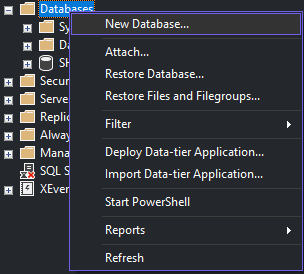 Databases
Sy
Da
SH
Secur
Server
Replic
Alway
Mana
SQL S
XEver
New Database...
Attach...
Restore Database...
Restore Files and Filegroups...
Filter
Deploy Data-tier Application...
Import Data-tier Application...
Start PowerShell
Reports
Refresh